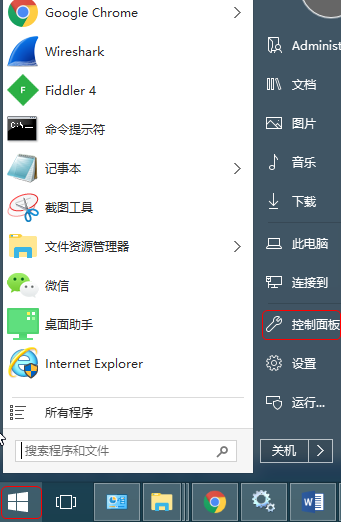 Google Chrome
Wireshark
Fiddler 4
命令提示符
记事本
截图工具
文件资源管理器
微信
桌面助手
Internet Explorer
所有程序
搜索程序和文件
Administ
文档
图片
音乐
下载
此电脑
连接到
控制面板
设置
运行...
关机